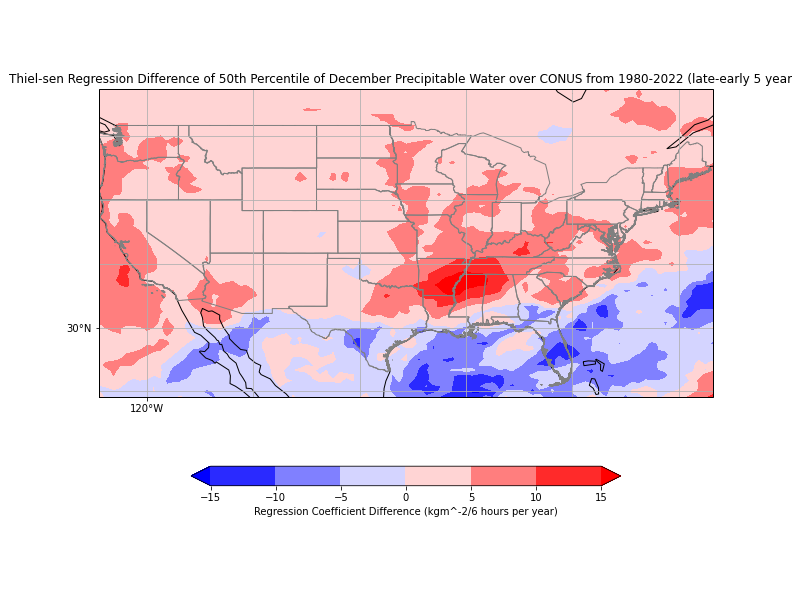 Thiel-sen Regression Difference of 50th Percentile of December Precipitable Water over CONUS from 1980-2022 (late-early 5 year
30°N
120°W
−15 −10 −5 0 5 10 15
Regression Coefficient Difference (kgm^-2/6 hours per year)